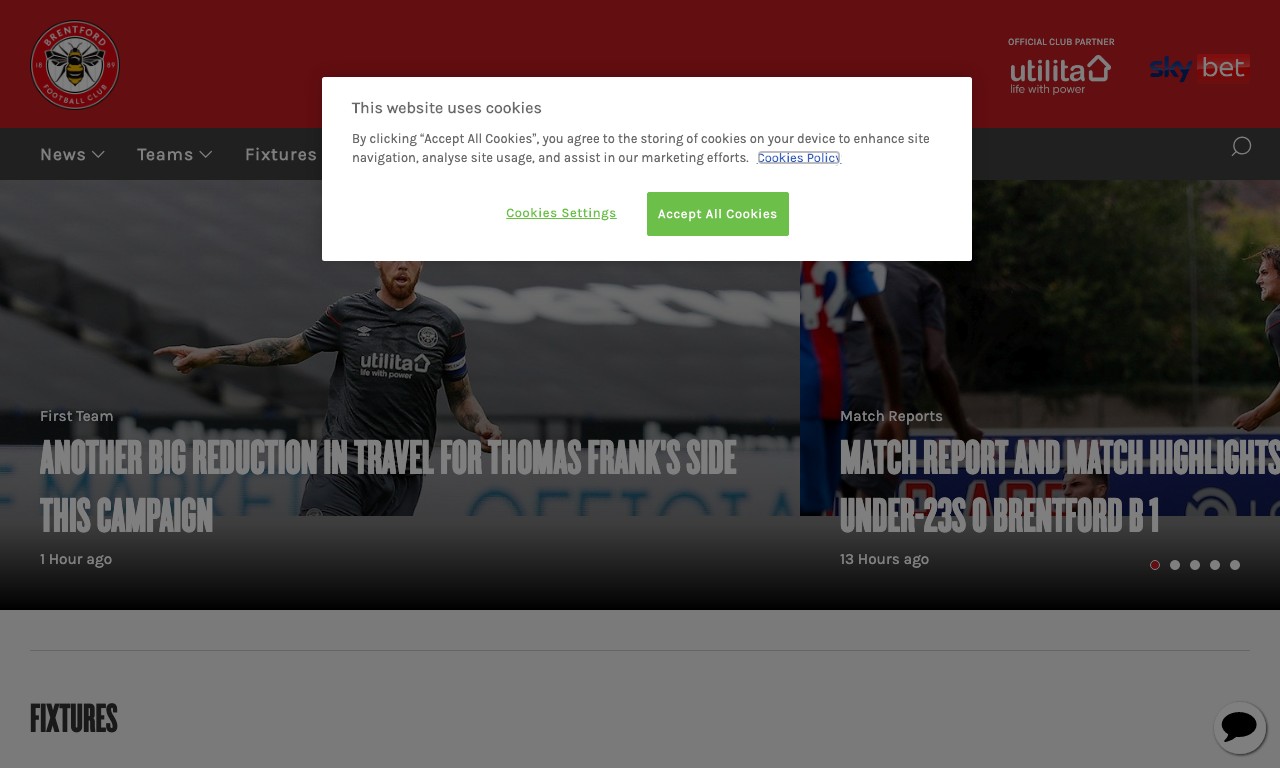 BRENTFORD
18 89
FOOTBALL CLUB
OFFICIAL CLUB PARTNER
utilita
life with power
sky bet
This website uses cookies
By clicking “Accept All Cookies”, you agree to the storing of cookies on your device to enhance site
navigation, analyse site usage, and assist in our marketing efforts. Cookies Policy
Cookies Settings
Accept All Cookies
News
Teams
Fixtures
utilita
life with power
First Team
ANOTHER BIG REDUCTION IN TRAVEL FOR THOMAS FRANK'S SIDE
THIS CAMPAIGN
1 Hour ago
Match Reports
MATCH REPORT AND MATCH HIGHLIGHTS
UNDER-23S 0 BRENTFORD B 1
13 Hours ago
FIXTURES